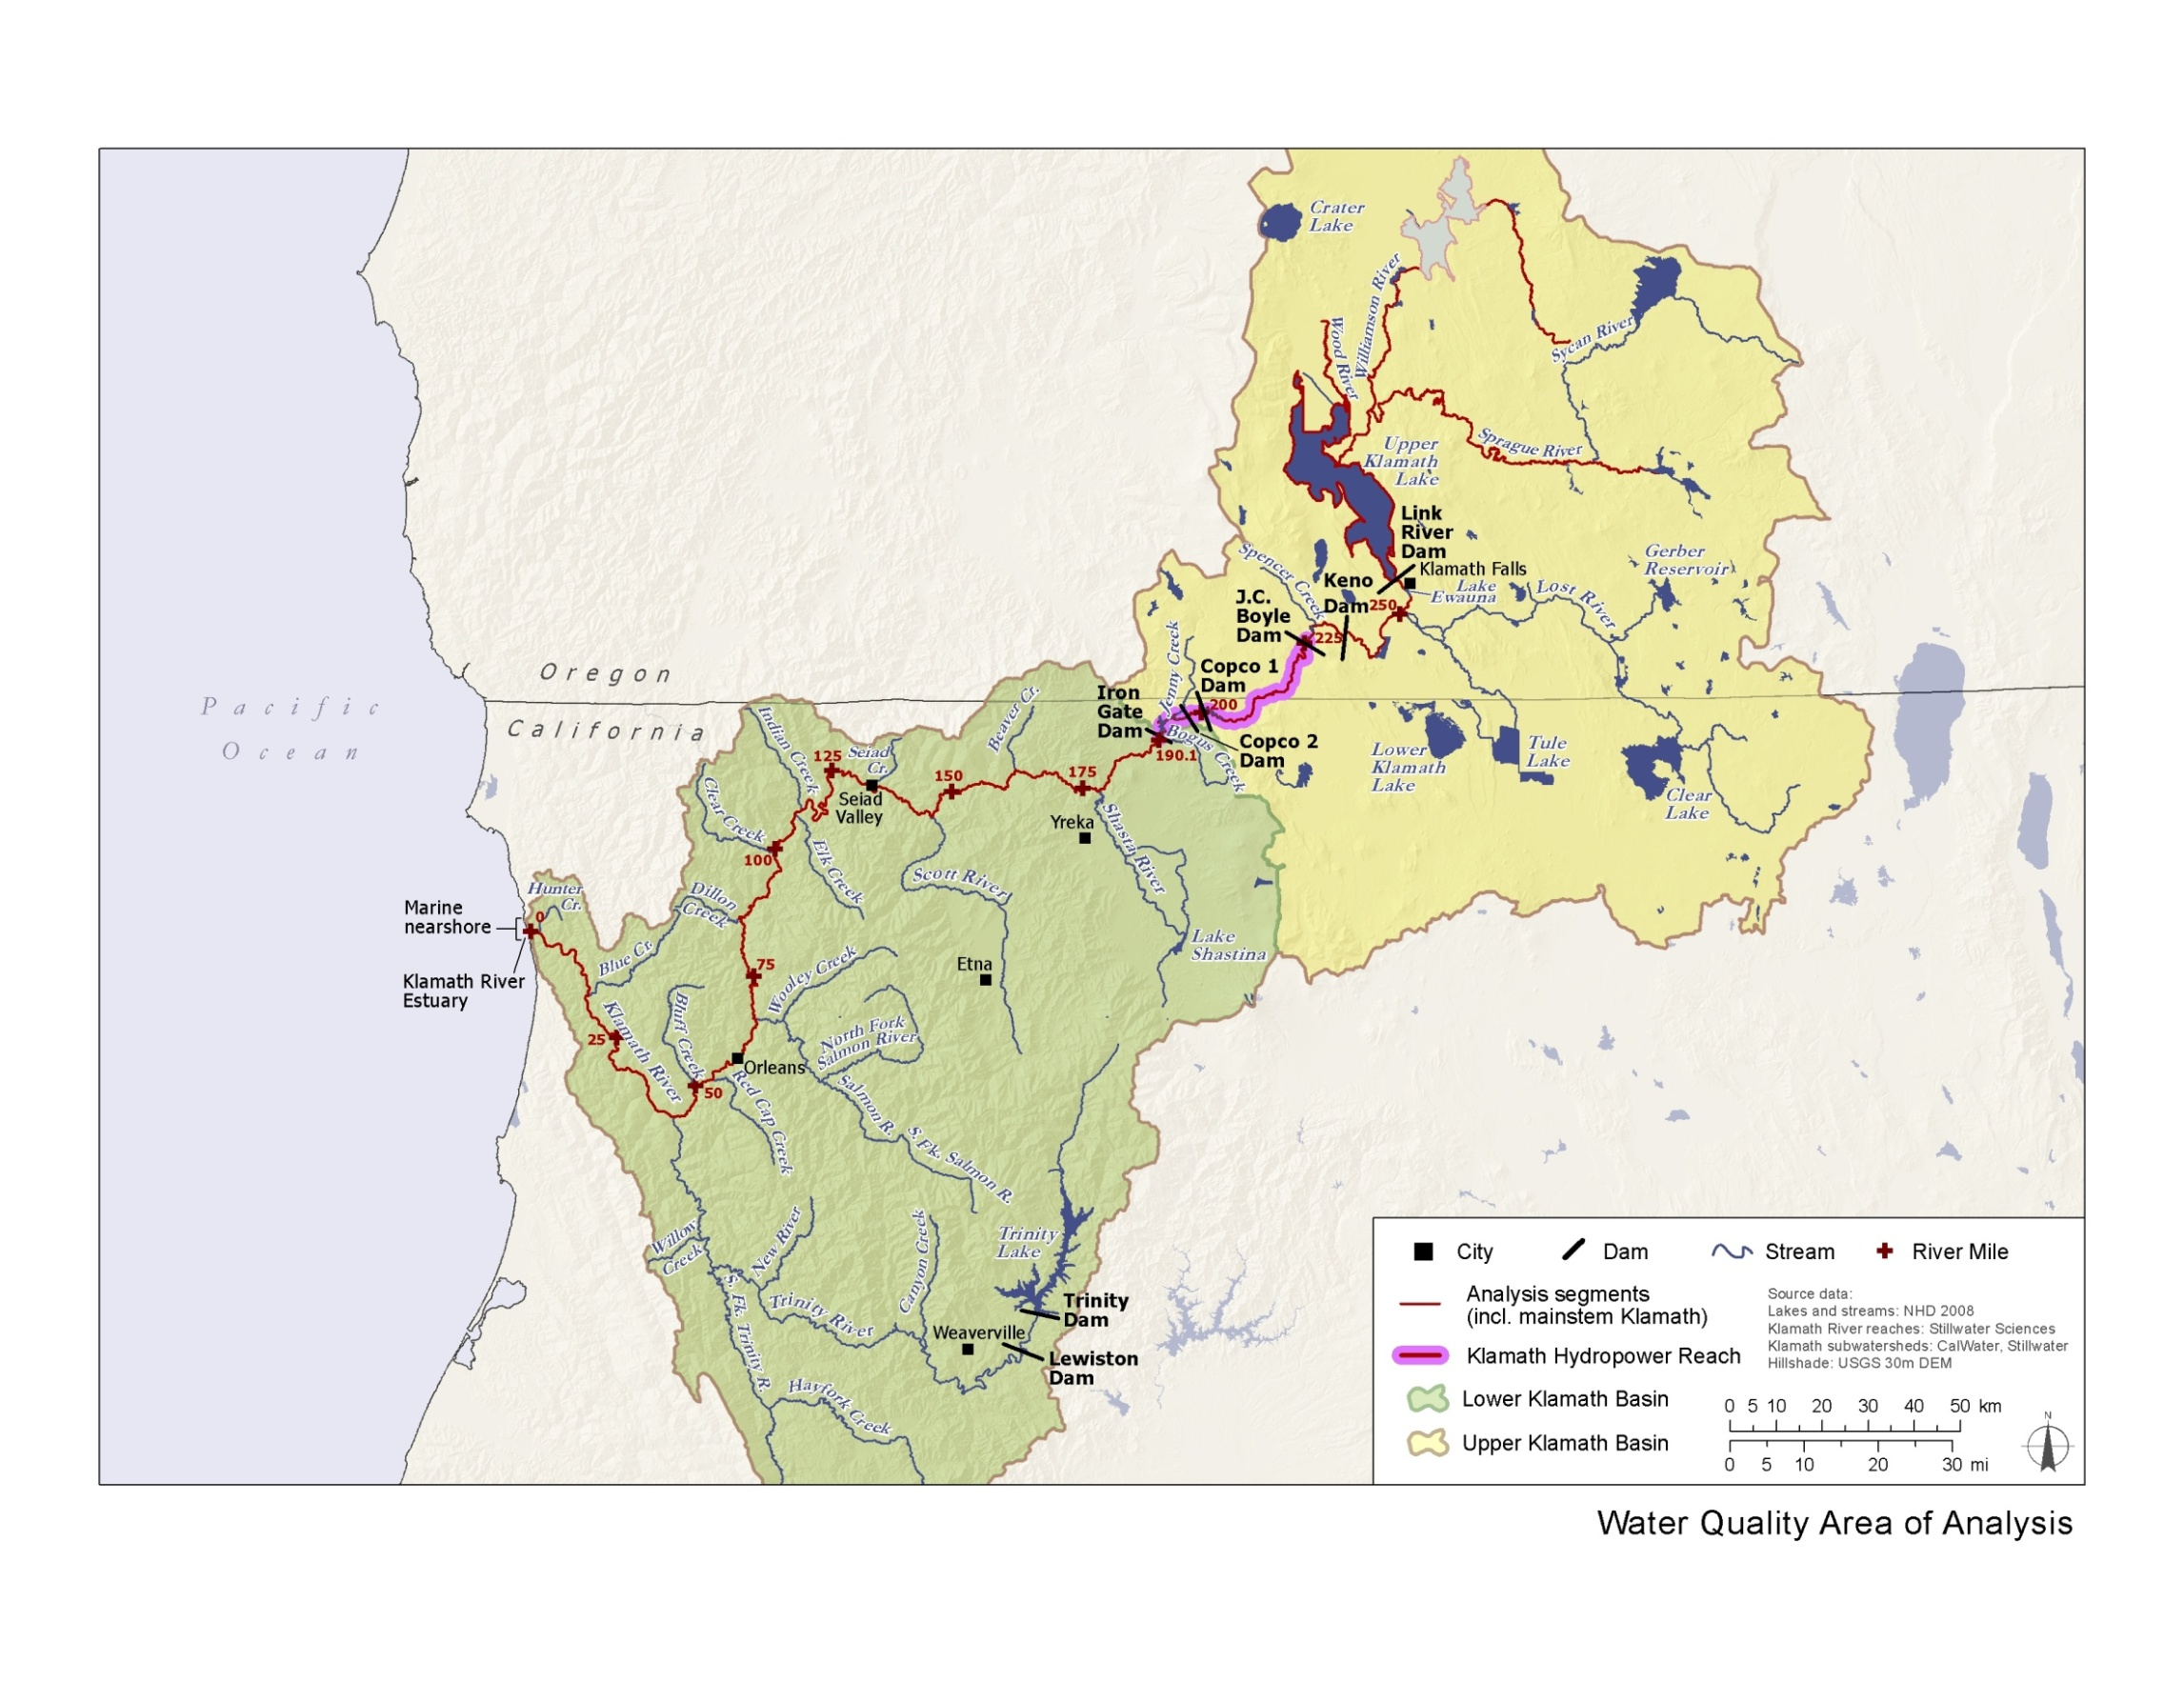 Crater
Lake
Williamson River
Wood River
Sycan River
Sprague River
Upper
Klamath
Lake
Link
River
Dam
Klamath Falls
Gerber
Reservoir
Spencer Creek
Keno
Dam
Lake
Ewauna
Lost River
250
J.C.
Boyle
Dam
225
Jenny Creek
Copco 1
Dam
200
Oregon
California
Pacific
Ocean
Iron
Gate
Dam
Bogus Creek
190.1
Copco 2
Dam
Lower
Klamath
Lake
Tule
Lake
Clear
Lake
Beaver Cr.
Indian Creek
125
Seiad
Cr.
150
175
Seiad
Valley
Clear Creek
Yreka
Shasta River
100
Elk Creek
Scott River
Hunter
Cr.
Dillon
Creek
Marine
nearshore
0
Blue Cr.
Lake
Shastina
Klamath River
Estuary
75
Wooley Creek
Etna
Bluff Creek
Klamath River
25
North Fork
Salmon River
Orleans
50
Red Cap Creek
Salmon R.
S. Fk. Salmon R.
Willow
Creek
New River
Canyon Creek
Trinity
Lake
S. Fk. Trinity R.
Trinity River
Trinity
Dam
Weaverville
Lewiston
Dam
Hayfork Creek
City
Dam
Stream
River Mile
Analysis segments
(incl. mainstem Klamath)
Klamath Hydropower Reach
Lower Klamath Basin
Upper Klamath Basin
Source data:
Lakes and streams: NHD 2008
Klamath River reaches: Stillwater Sciences
Klamath subwatersheds: CalWater, Stillwater
Hillshade: USGS 30m DEM
0 5 10 20 30 40 50 km
0 5 10 20 30 mi
N
Water Quality Area of Analysis